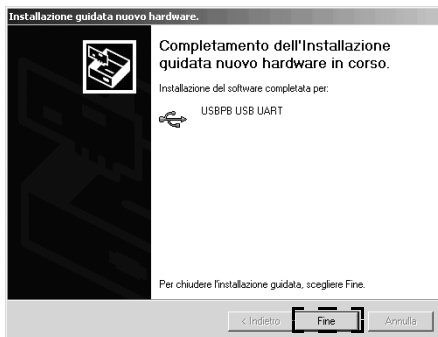 Installazione guidata nuovo hardware.
Completamento dell'Installazione
guidata nuovo hardware in corso.
Installazione del software completata per:
USBPB USB UART
Per chiudere l'installazione guidata, scegliere Fine.
< Indietro Fine Annulla